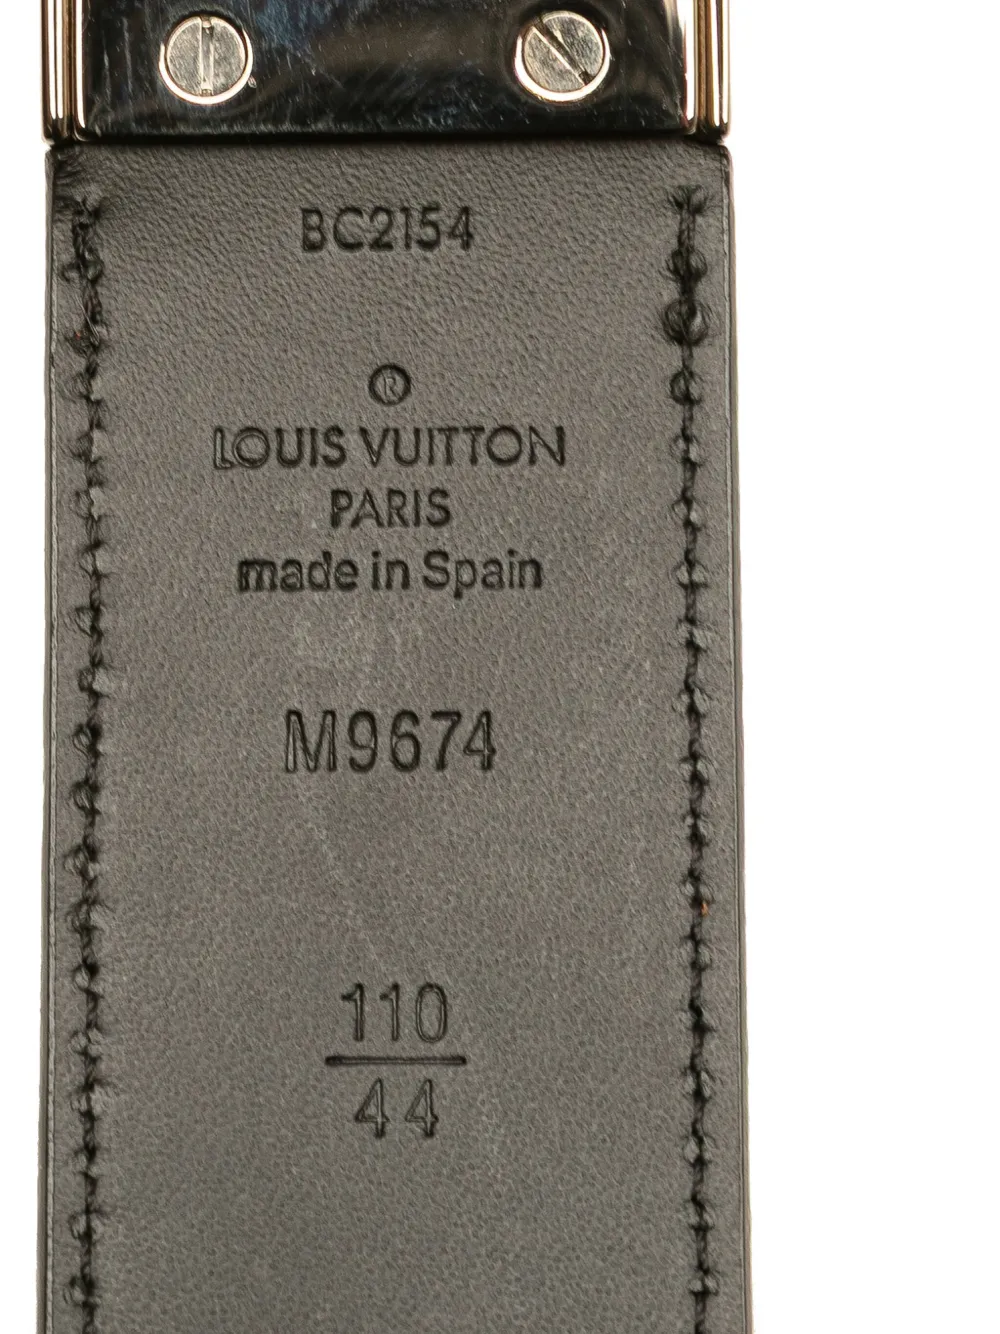 BC2154
®
LOUIS VUITTON
PARIS
made in Spain
M9674
110
44